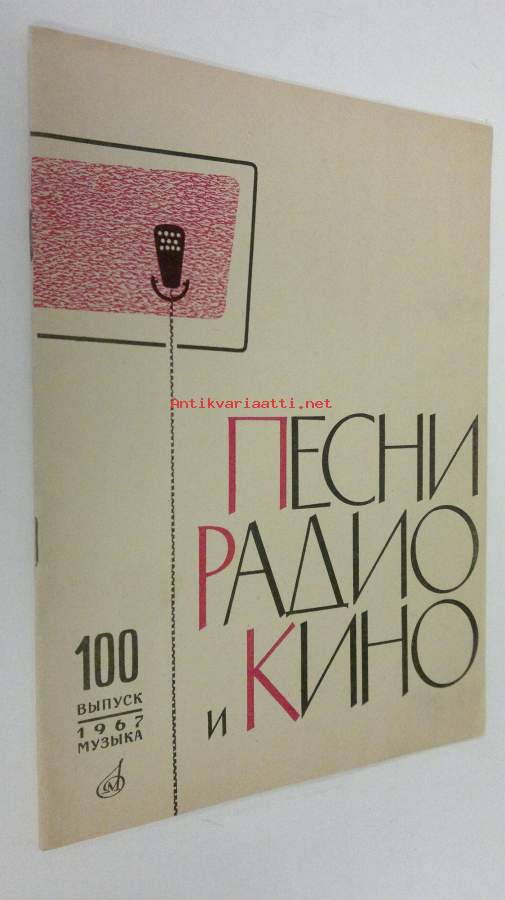 Antikvariaatti.net
ПЕСНИ
РАДИО
и КИНО
100
ВЫПУСК
1967
МУЗЫКА